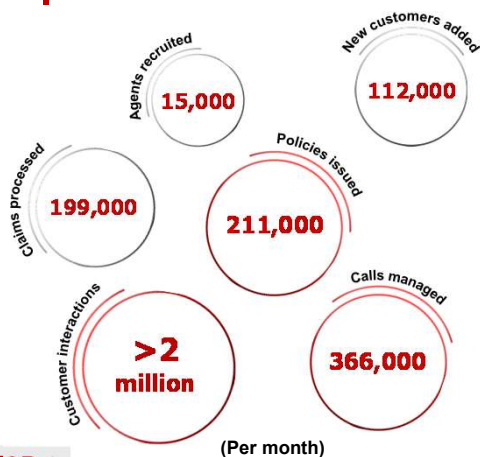 Agents recruited
15,000
New customers added
112,000
Claims processed
199,000
Policies issued
211,000
Customer interactions
>2
million
Calls managed
366,000
(Per month)